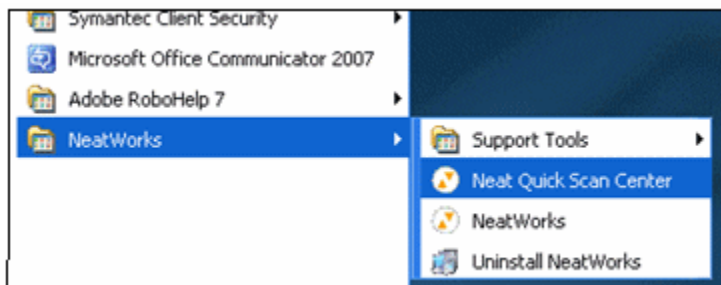 Symantec Client Security
Microsoft Office Communicator 2007
Adobe RoboHelp 7
NeatWorks
Support Tools
Neat Quick Scan Center
NeatWorks
Uninstall NeatWorks